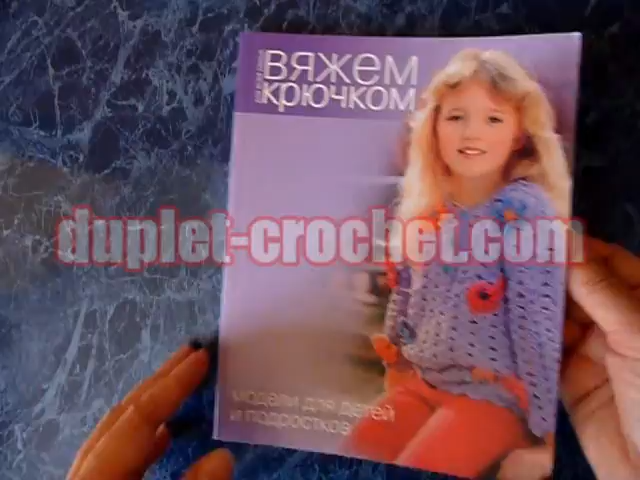 ВЯЖЕМ
КРЮЧКОМ
duplet-crochet.com
модели для детей
и подростков